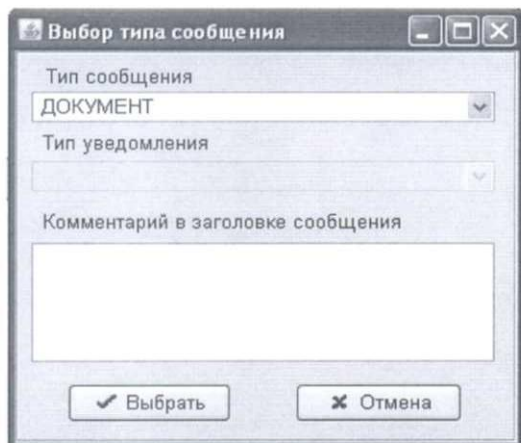 Выбор типа сообщения
Тип сообщения
ДОКУМЕНТ
Тип уведомления
Комментарий в заголовке сообщения
Выбрать
Отмена